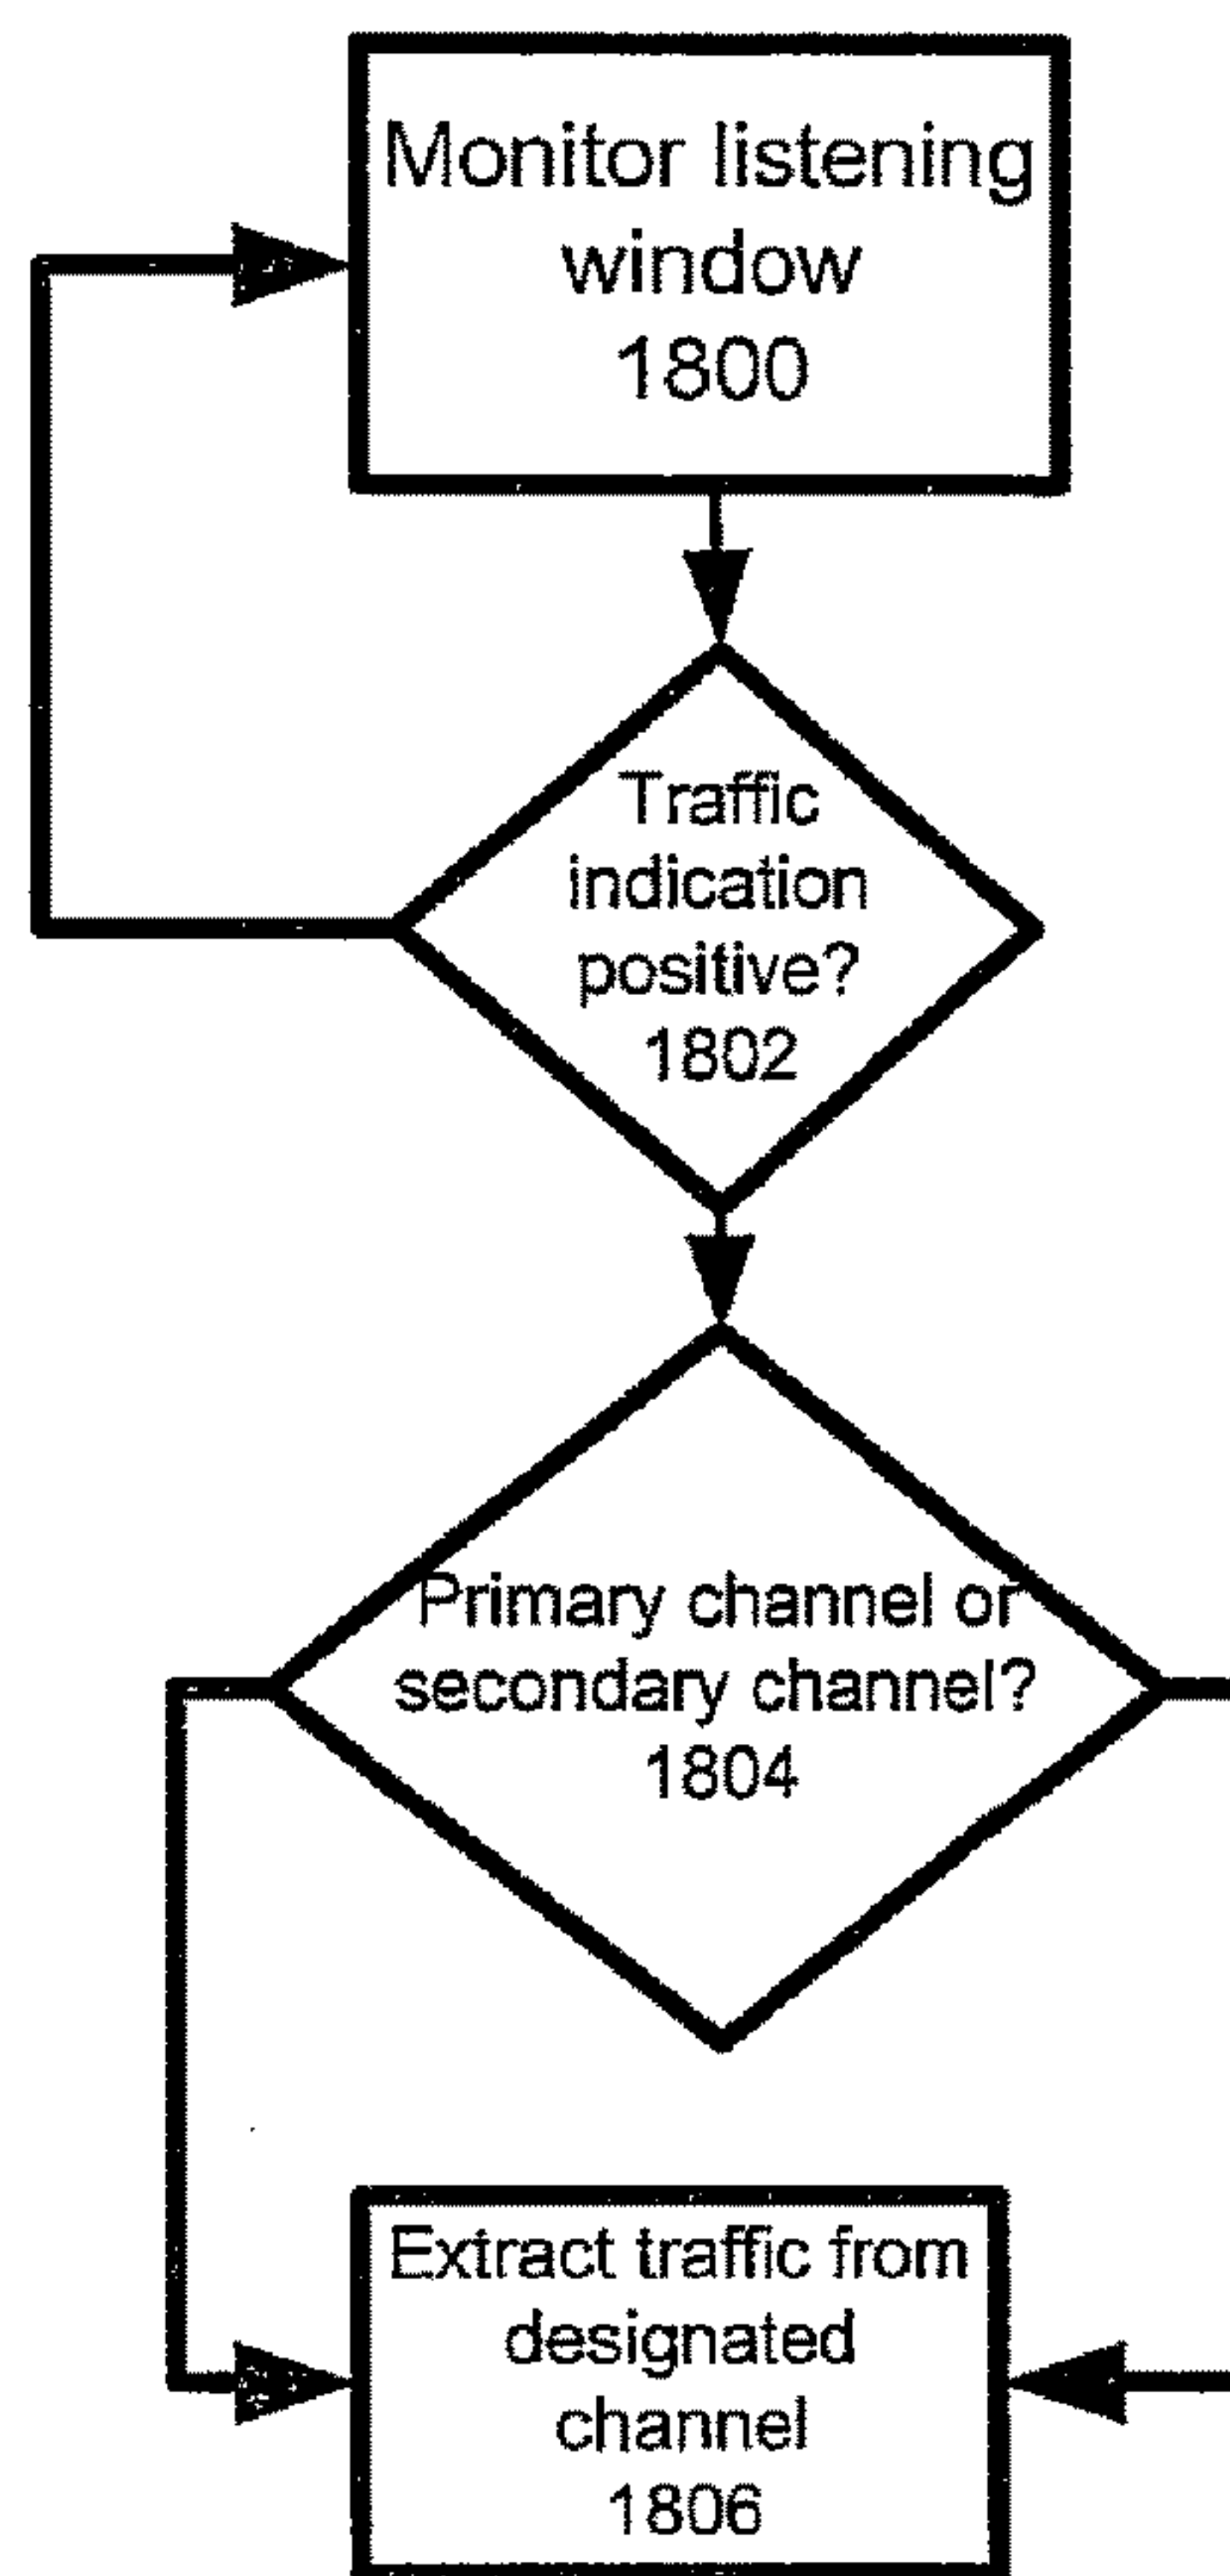 Monitor listening
window
1800
Traffic
indication
positive?
1802
Primary channel or
secondary channel?
1804
Extract traffic from
designated
channel
1806